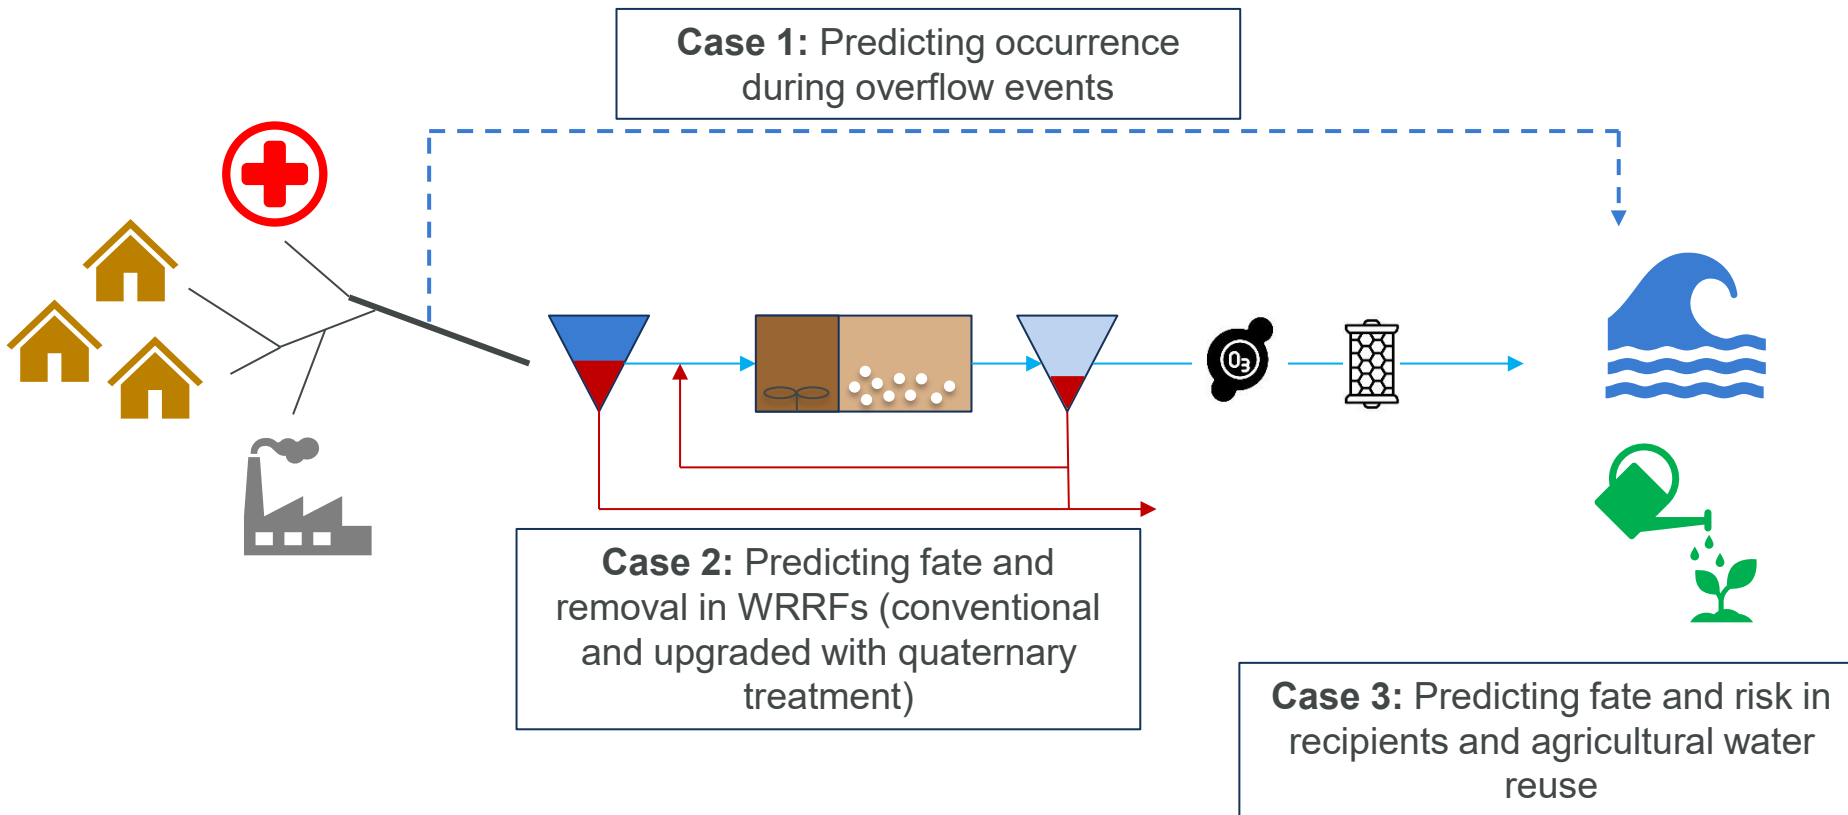 Case 1: Predicting occurrence
during overflow events
O3
Case 2: Predicting fate and
removal in WRRFs (conventional
and upgraded with quaternary
treatment)
Case 3: Predicting fate and risk in
recipients and agricultural water
reuse